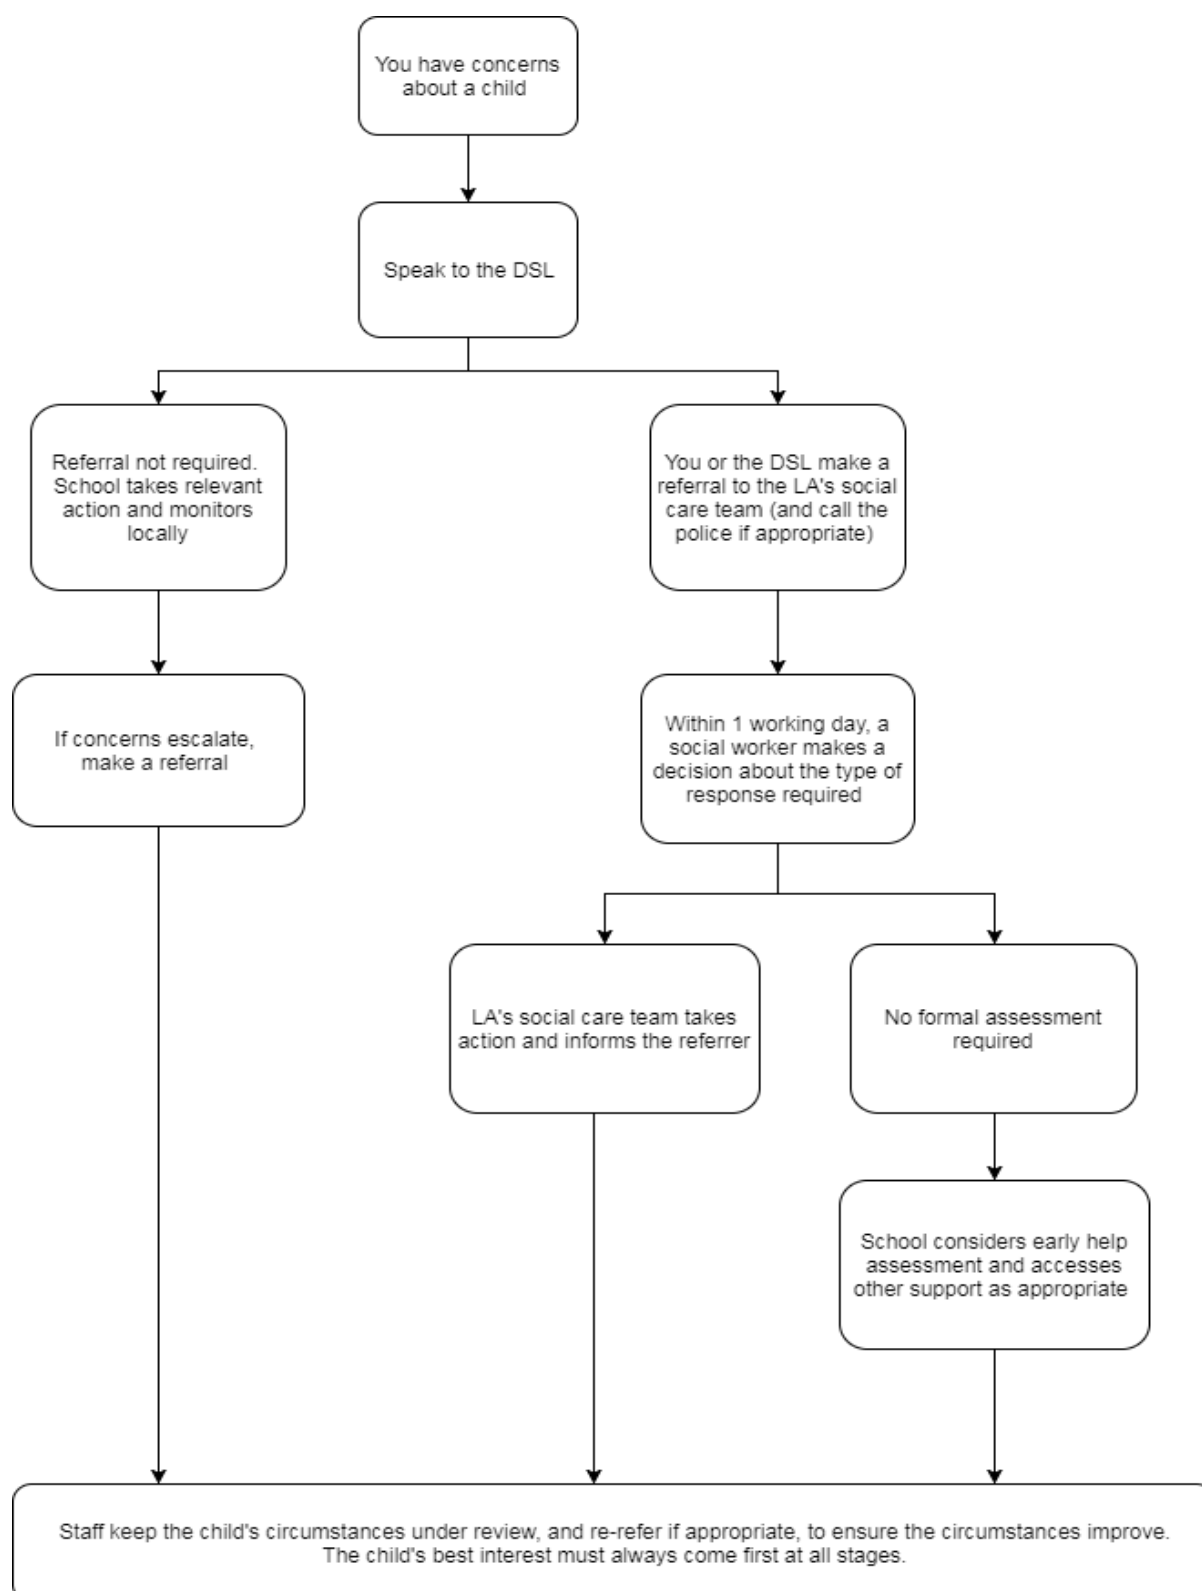 You have concerns
about a child
Speak to the DSL
Referral not required.
School takes relevant
action and monitors
locally
You or the DSL make a
referral to the LA's social
care team (and call the
police if appropriate)
If concerns escalate,
make a referral
Within 1 working day, a
social worker makes a
decision about the type of
response required
LA's social care team takes
action and informs the referrer
No formal assessment
required
School considers early help
assessment and accesses
other support as appropriate
Staff keep the child's circumstances under review, and re-refer if appropriate, to ensure the circumstances improve.
The child's best interest must always come first at all stages.